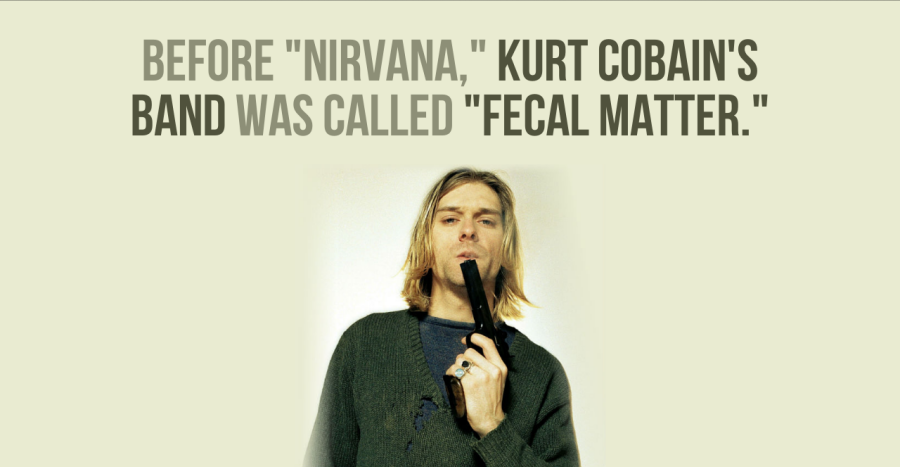 BEFORE "NIRVANA," KURT COBAIN'S
BAND WAS CALLED "FECAL MATTER."